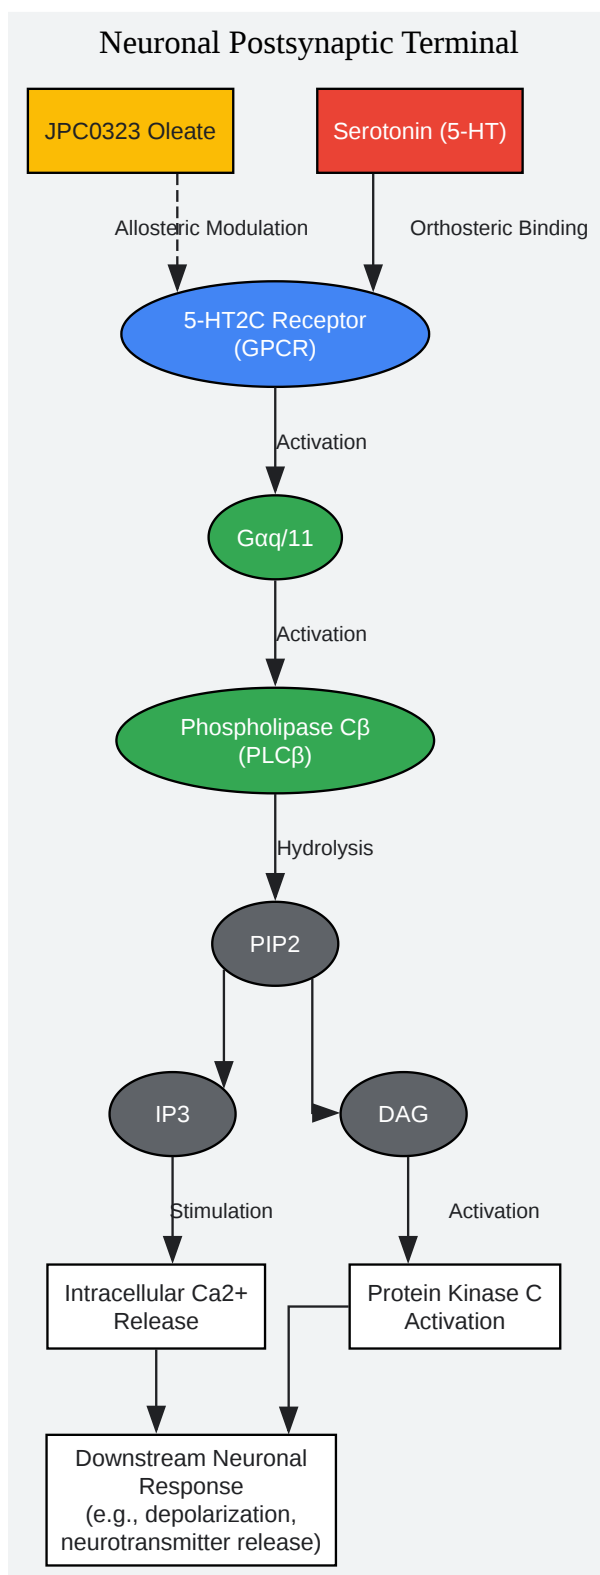 Neuronal Postsynaptic Terminal
JPC0323 Oleate
Serotonin (5-HT)
Allosteric Modulation
Orthosteric Binding
5-HT2C Receptor
(GPCR)
Activation
Gαq/11
Activation
Phospholipase Cβ
(PLCβ)
Hydrolysis
PIP2
IP3
DAG
Stimulation
Activation
Intracellular Ca2+
Release
Protein Kinase C
Activation
Downstream Neuronal
Response
(e.g., depolarization,
neurotransmitter release)